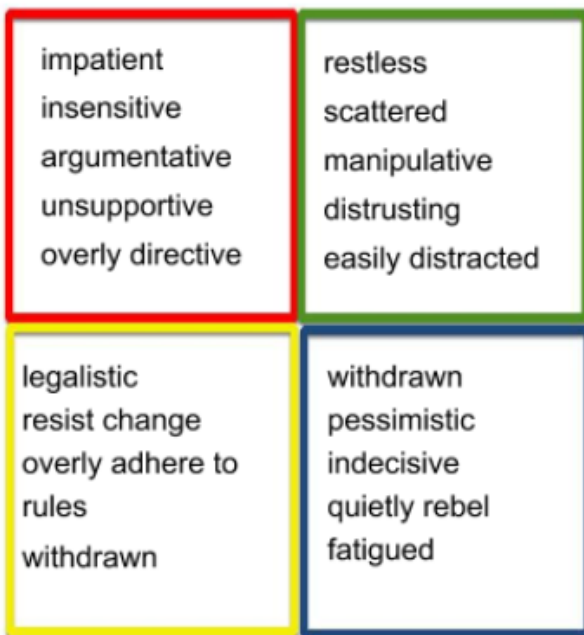 impatient
insensitive
argumentative
unsupportive
overly directive
restless
scattered
manipulative
distrusting
easily distracted
legalistic
resist change
overly adhere to
rules
withdrawn
withdrawn
pessimistic
indecisive
quietly rebel
fatigued